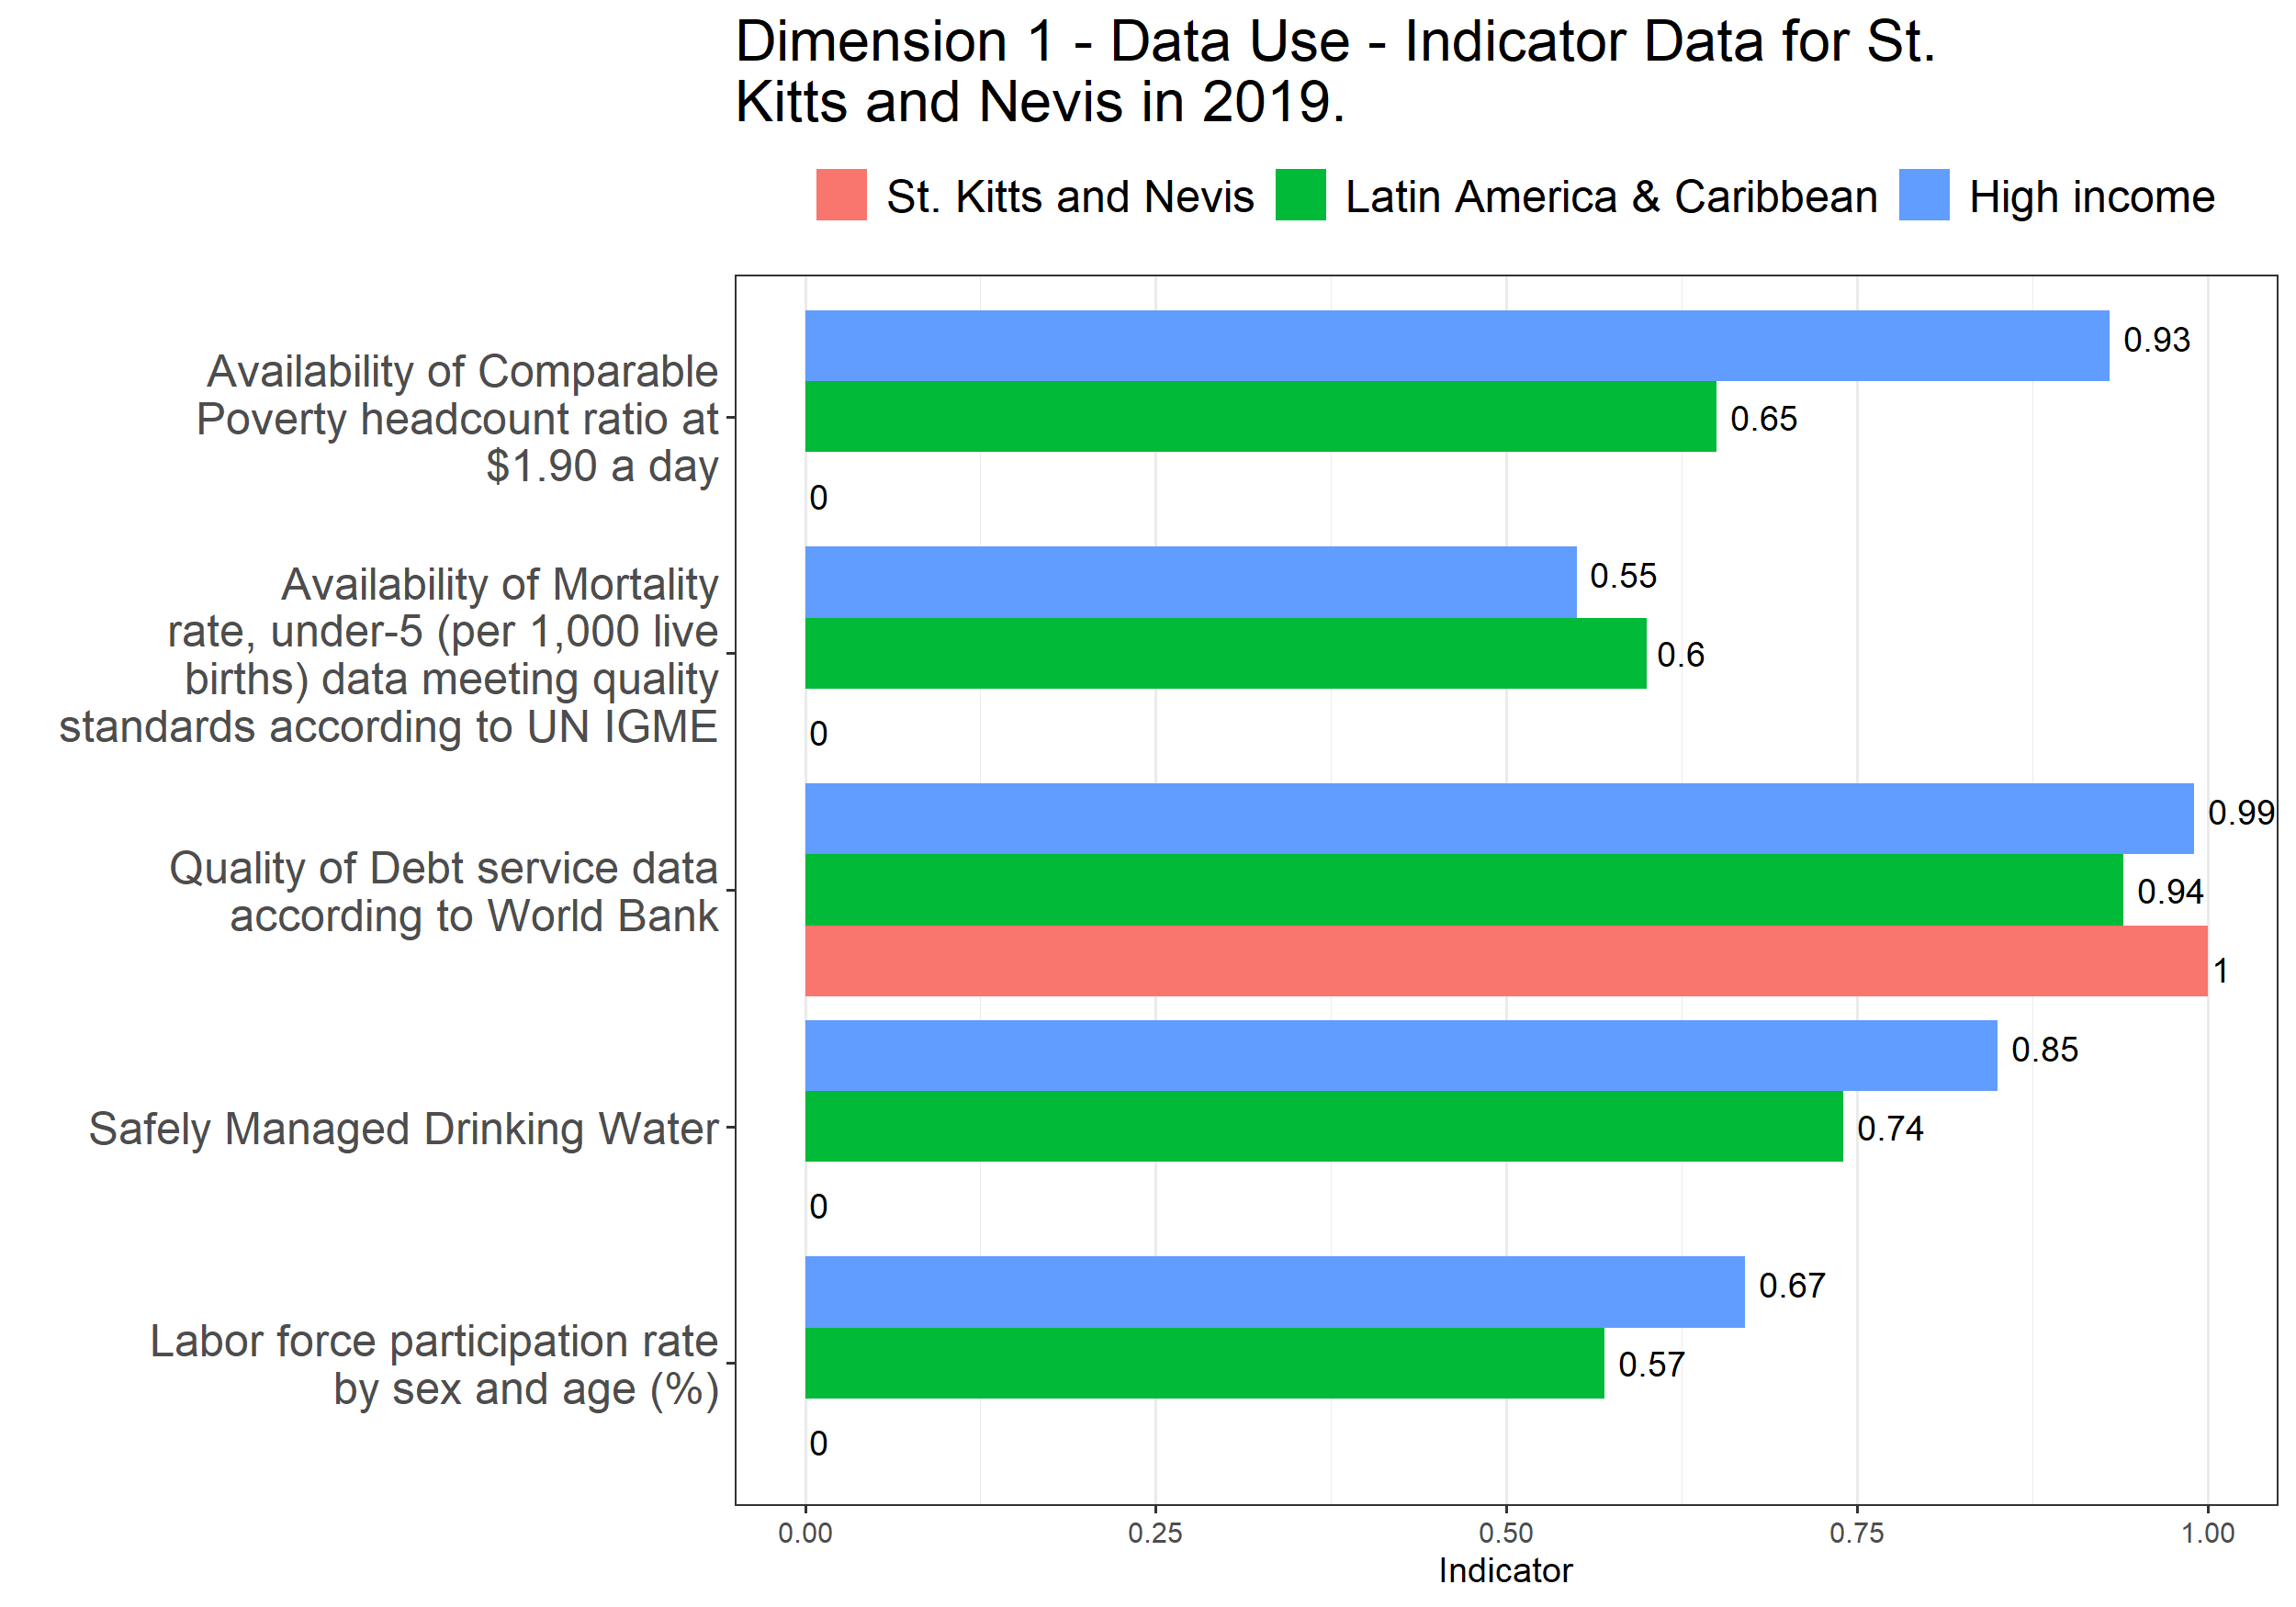 Dimension 1 - Data Use - Indicator Data for St.
Kitts and Nevis in 2019.
St. Kitts and Nevis
Latin America & Caribbean
High income
Availability of Comparable
Poverty headcount ratio at
$1.90 a day
0.93
0.65
0
Availability of Mortality
rate, under-5 (per 1,000 live
births) data meeting quality
standards according to UN IGME
0.55
0.6
0
Quality of Debt service data
according to World Bank
0.99
0.94
1
Safely Managed Drinking Water
0.85
0.74
0
Labor force participation rate
by sex and age (%)
0.67
0.57
0
0.00
0.25
0.50
0.75
1.00
Indicator